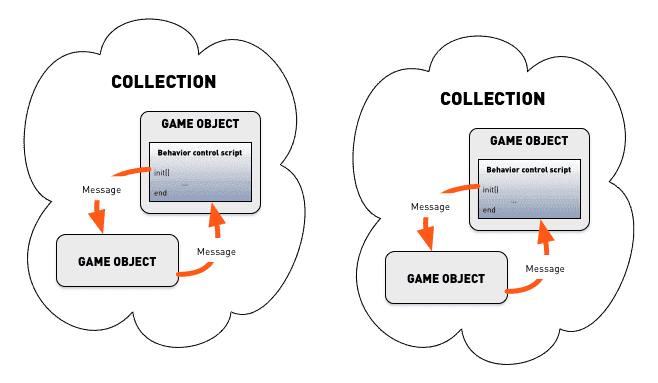 COLLECTION
GAME OBJECT
Behavior control script
init()
...
end
Message
Message
GAME OBJECT
COLLECTION
GAME OBJECT
Behavior control script
init()
...
end
Message
Message
GAME OBJECT